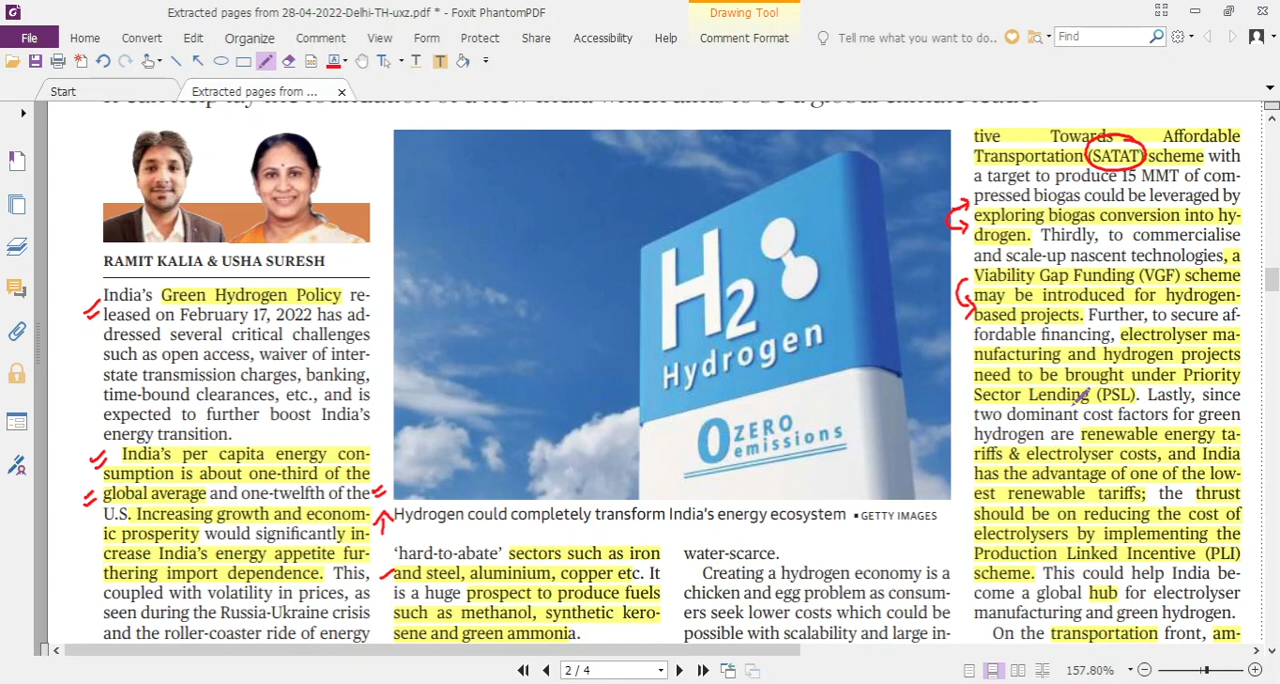 Extracted pages from 28-04-2022-Delhi-TH-uxz.pdf * - Foxit PhantomPDF
Drawing Tool
File Home Convert Edit Organize Comment View Form Protect Share Accessibility Help Comment Format Tell me what you want to do.. Find
Start
Extracted pages from ...
It can help lay the foundation of a new India which aims to be a global climate leader
RAMIT KALIA & USHA SURESH
India's Green Hydrogen Policy re-
leased on February 17, 2022 has ad-
dressed several critical challenges
such as open access, waiver of inter-
state transmission charges, banking,
time-bound clearances, etc., and is
expected to further boost India's
energy transition.
India's per capita energy con-
sumption is about one-third of the
global average and one-twelfth of the
U.S. Increasing growth and econom-
ic prosperity would significantly in-
crease India's energy appetite fur-
thering import dependence. This,
coupled with volatility in prices, as
seen during the Russia-Ukraine crisis
and the roller-coaster ride of energy
H2
Hydrogen
0 ZERO
emissions
Hydrogen could completely transform India's energy ecosystem ▪ GETTY IMAGES
'hard-to-abate' sectors such as iron
and steel, aluminium, copper etc. It
is a huge prospect to produce fuels
such as methanol, synthetic kero-
sene and green ammonia.
water-scarce.
Creating a hydrogen economy is a
chicken and egg problem as consum-
ers seek lower costs which could be
possible with scalability and large in-
tive Towards Affordable
Transportation (SATAT) scheme with
a target to produce 15 MMT of com-
pressed biogas could be leveraged by
exploring biogas conversion into hy-
drogen. Thirdly, to commercialise
and scale-up nascent technologies, a
Viability Gap Funding (VGF) scheme
may be introduced for hydrogen-
based projects. Further, to secure af-
fordable financing, electrolyser ma-
nufacturing and hydrogen projects
need to be brought under Priority
Sector Lending (PSL). Lastly, since
two dominant cost factors for green
hydrogen are renewable energy ta-
riffs & electrolyser costs, and India
has the advantage of one of the low-
est renewable tariffs; the thrust
should be on reducing the cost of
electrolysers by implementing the
Production Linked Incentive (PLI)
scheme. This could help India be-
come a global hub for electrolyser
manufacturing and green hydrogen.
On the transportation front, am-
2 / 4
157.80%